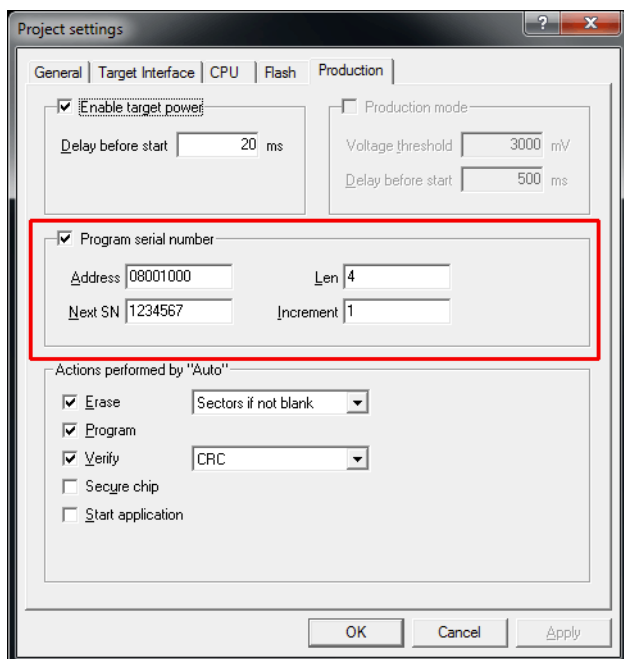 Project settings
General Target Interface CPU Flash Production
Enable target power
Delay before start 20 ms
Production mode
Voltage threshold 3000 mV
Delay before start 500 ms
Program serial number
Address 08001000 Len 4
Next SN 1234567 Increment 1
Actions performed by "Auto"
Erase Sectors if not blank
Program
Verify CRC
Secure chip
Start application
OK Cancel Apply